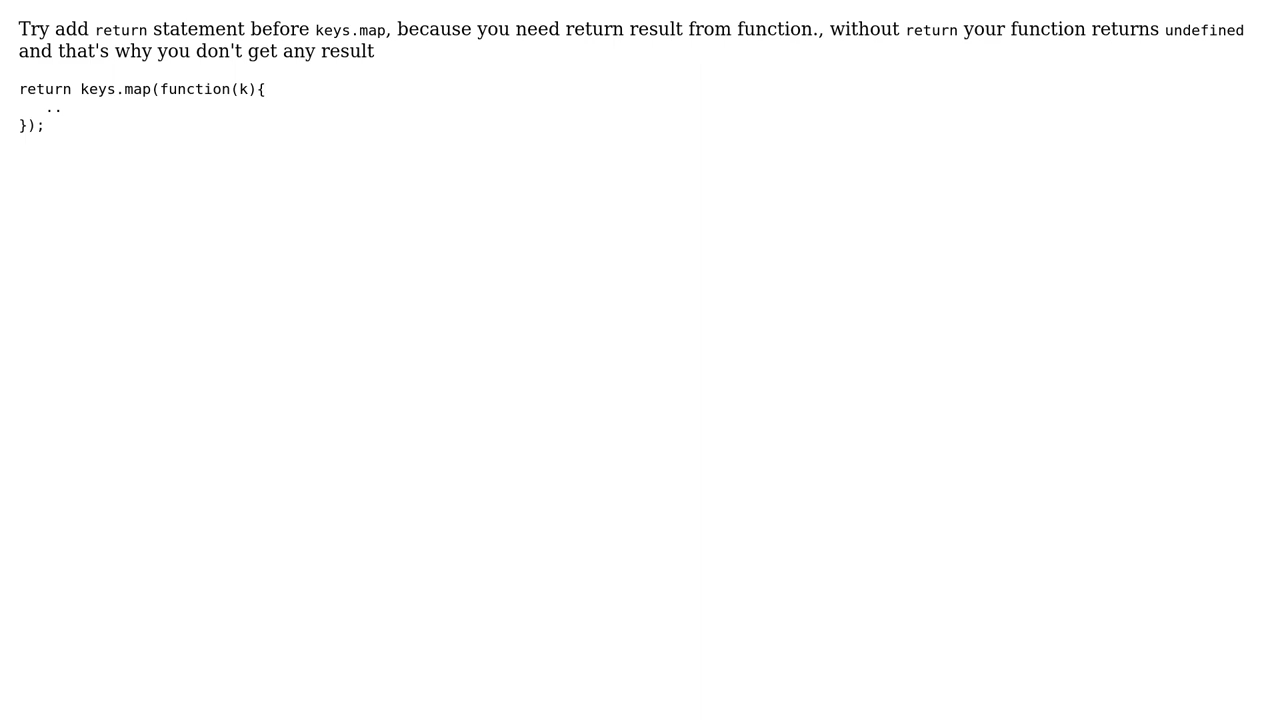 Try add return statement before keys.map, because you need return result from function., without return your function returns undefined
and that's why you don't get any result
return keys.map(function(k){
   ..
});